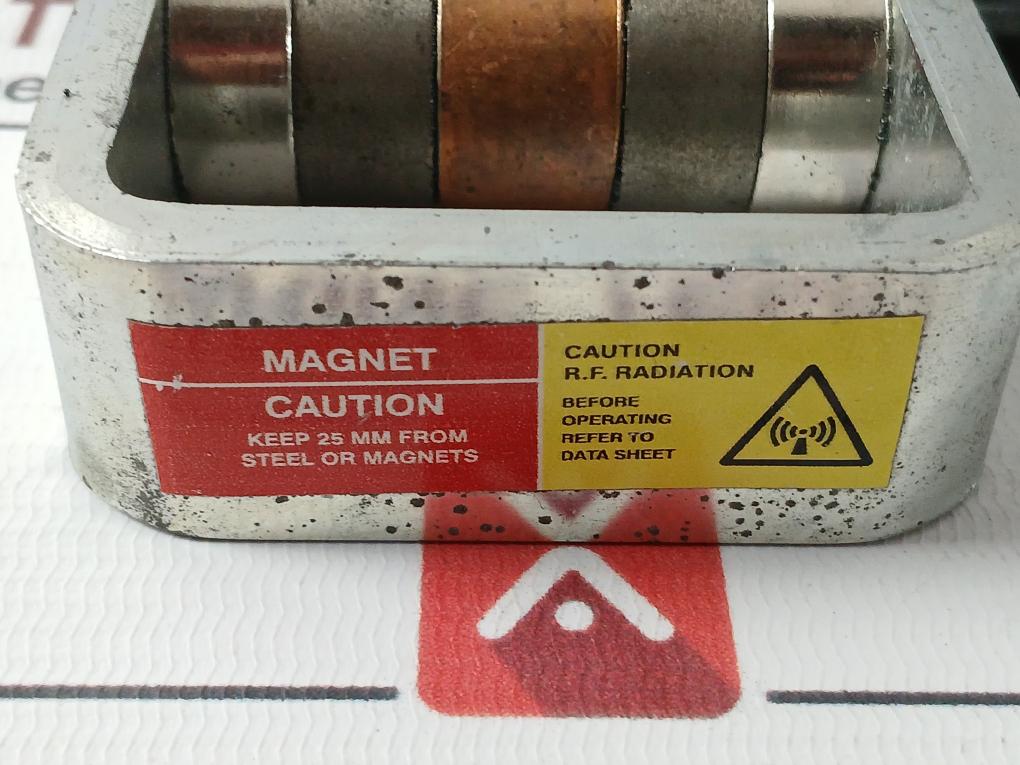 MAGNET
CAUTION
KEEP 25 MM FROM
STEEL OR MAGNETS
CAUTION
R.F. RADIATION
BEFORE
OPERATING
REFER TO
DATA SHEET